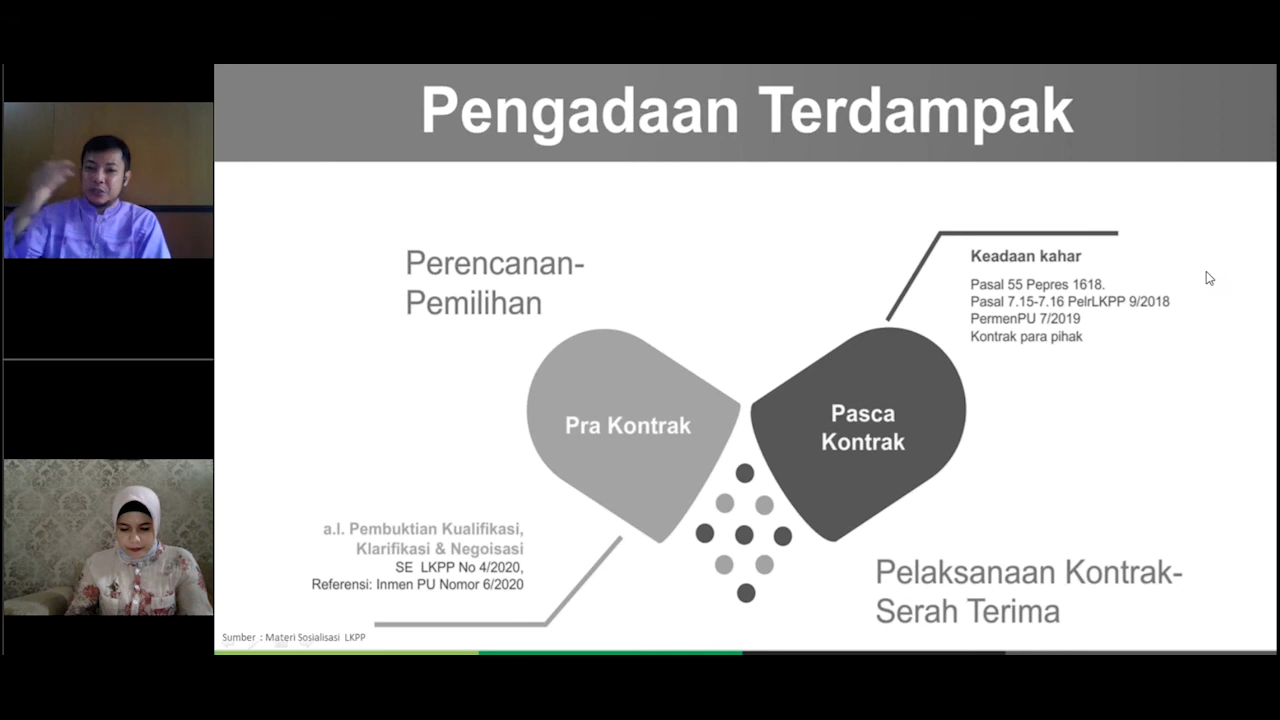 Pengadaan Terdampak
Perencanan-
Pemilihan
Keadaan kahar
Pasal 55 Pepres 1618.
Pasal 7.15-7.16 PelrLKPP 9/2018
PermenPU 7/2019
Kontrak para pihak
Pra Kontrak
Pasca
Kontrak
a.l. Pembuktian Kualifikasi,
Klarifikasi & Negoisasi
SE LKPP No 4/2020,
Referensi: Inmen PU Nomor 6/2020
Pelaksanaan Kontrak-
Serah Terima
Sumber : Materi Sosialisasi LKPP